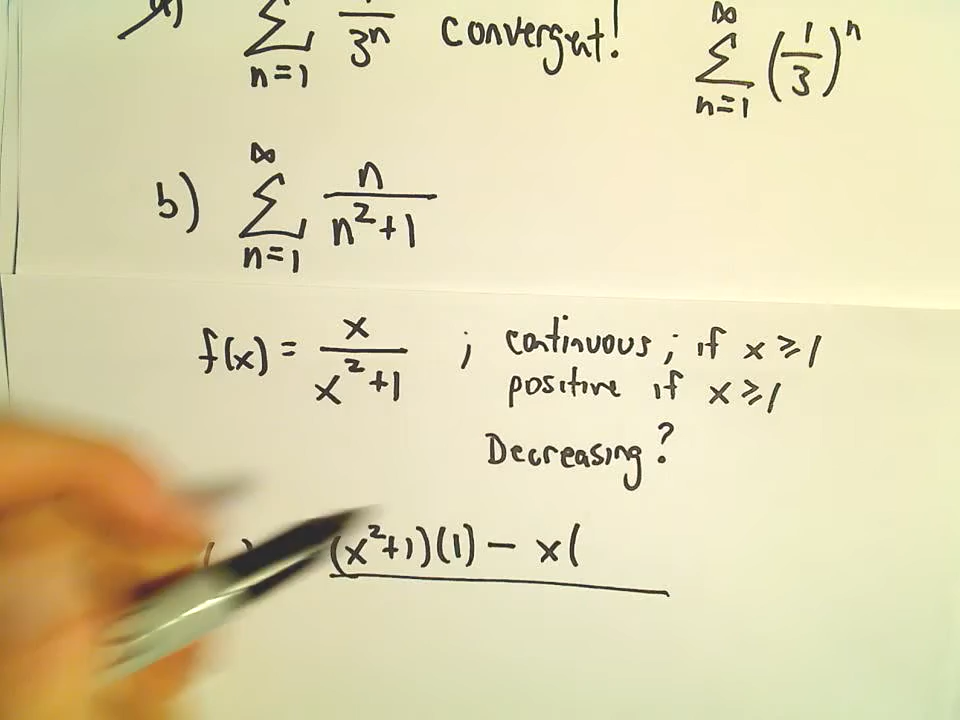 ∑ n=1 1/3ⁿ convergent! ∞ ∑ n=1 (1/3)ⁿ
b) ∞ ∑ n=1 n/(n²+1)
f(x) = x/(x²+1) ; continuous ; if x ≥ 1
positive if x ≥ 1
Decreasing?
(x²+1)(1) − x(